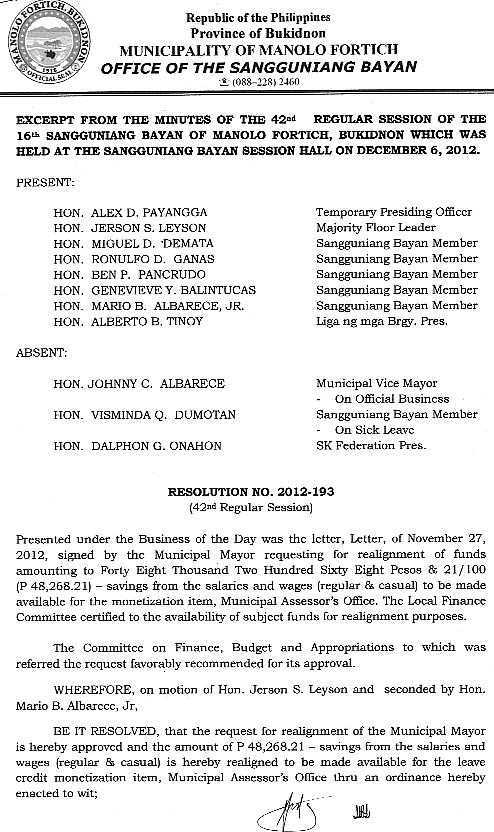 Republic of the Philippines
Province of Bukidnon
MUNICIPALITY OF MANOLO FORTICH
OFFICE OF THE SANGGUNIANG BAYAN
☏ (088-228) 2460
MANOLO FORTICH, BUKIDNON
1918
OFFICIAL SEAL
EXCERPT FROM THE MINUTES OF THE 42nd REGULAR SESSION OF THE
16th SANGGUNIANG BAYAN OF MANOLO FORTICH, BUKIDNON WHICH WAS
HELD AT THE SANGGUNIANG BAYAN SESSION HALL ON DECEMBER 6, 2012.
PRESENT:
HON. ALEX D. PAYANGGA Temporary Presiding Officer
HON. JERSON S. LEYSON Majority Floor Leader
HON. MIGUEL D. DEMATA Sangguniang Bayan Member
HON. RONULFO D. GANAS Sangguniang Bayan Member
HON. BEN P. PANCRUDO Sangguniang Bayan Member
HON. GENEVIEVE Y. BALINTUCAS Sangguniang Bayan Member
HON. MARIO B. ALBARECE, JR. Sangguniang Bayan Member
HON. ALBERTO B. TINOY Liga ng mga Brgy. Pres.
ABSENT:
HON. JOHNNY C. ALBARECE Municipal Vice Mayor
- On Official Business
HON. VISMINDA Q. DUMOTAN Sangguniang Bayan Member
- On Sick Leave
HON. DALPHON G. ONAHON SK Federation Pres.
RESOLUTION NO. 2012-193
(42nd Regular Session)
Presented under the Business of the Day was the letter, Letter, of November 27,
2012, signed by the Municipal Mayor requesting for realignment of funds
amounting to Forty Eight Thousand Two Hundred Sixty Eight Pesos & 21/100
(P 48,268.21) – savings from the salaries and wages (regular & casual) to be made
available for the monetization item, Municipal Assessor's Office. The Local Finance
Committee certified to the availability of subject funds for realignment purposes.
The Committee on Finance, Budget and Appropriations to which was
referred the request favorably recommended for its approval.
WHEREFORE, on motion of Hon. Jerson S. Leyson and seconded by Hon.
Mario B. Albarece, Jr,
BE IT RESOLVED, that the request for realignment of the Municipal Mayor
is hereby approved and the amount of P 48,268.21 – savings from the salaries and
wages (regular & casual) is hereby realigned to be made available for the leave
credit monetization item, Municipal Assessor's Office thru an ordinance hereby
enacted to wit;